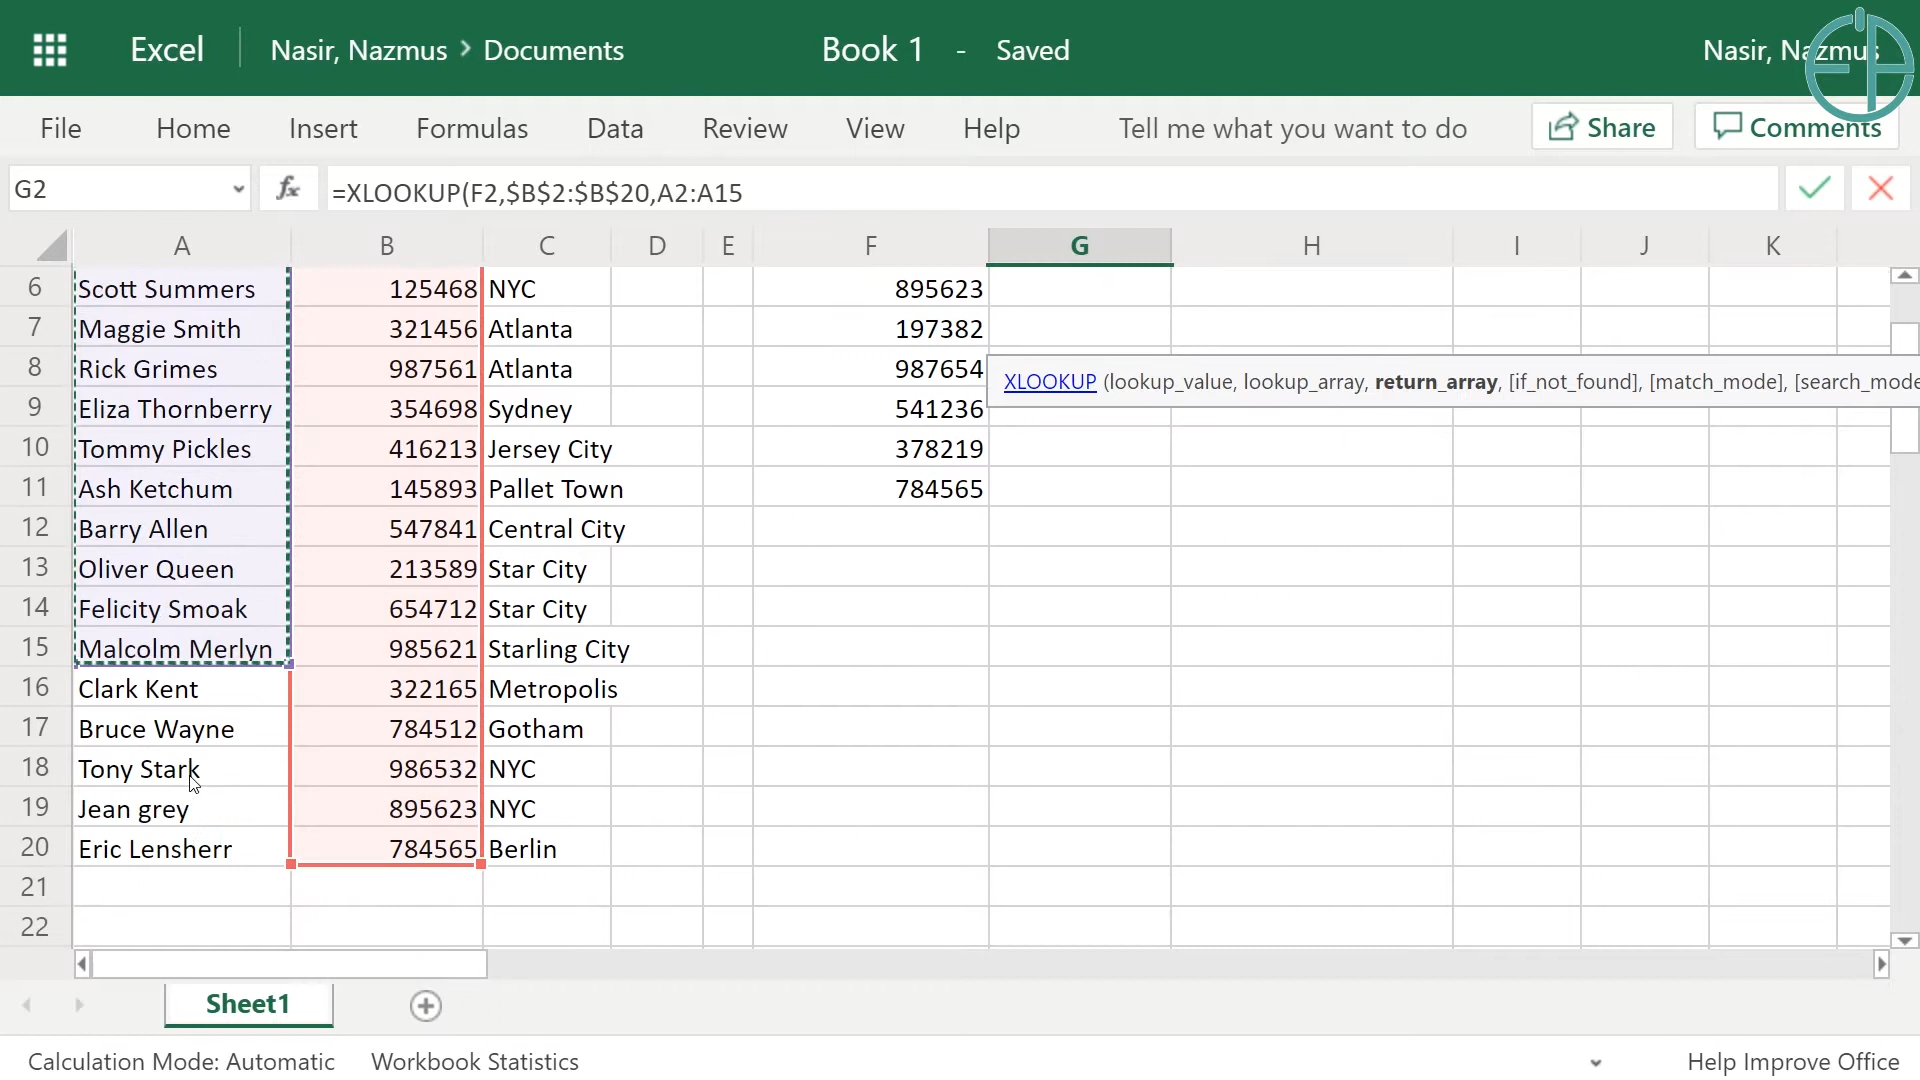 Excel Nasir, Nazmus > Documents Book 1 - Saved Nasir, Nazmus
File Home Insert Formulas Data Review View Help Tell me what you want to do Share Comments
G2 fx =XLOOKUP(F2,$B$2:$B$20,A2:A15
A B C D E F G H I J K
6 Scott Summers 125468 NYC 895623
7 Maggie Smith 321456 Atlanta 197382
8 Rick Grimes 987561 Atlanta 987654
XLOOKUP (lookup_value, lookup_array, return_array, [if_not_found], [match_mode], [search_mode
9 Eliza Thornberry 354698 Sydney 541236
10 Tommy Pickles 416213 Jersey City 378219
11 Ash Ketchum 145893 Pallet Town 784565
12 Barry Allen 547841 Central City
13 Oliver Queen 213589 Star City
14 Felicity Smoak 654712 Star City
15 Malcolm Merlyn 985621 Starling City
16 Clark Kent 322165 Metropolis
17 Bruce Wayne 784512 Gotham
18 Tony Stark 986532 NYC
19 Jean grey 895623 NYC
20 Eric Lensherr 784565 Berlin
21
22
Sheet1
Calculation Mode: Automatic Workbook Statistics Help Improve Office